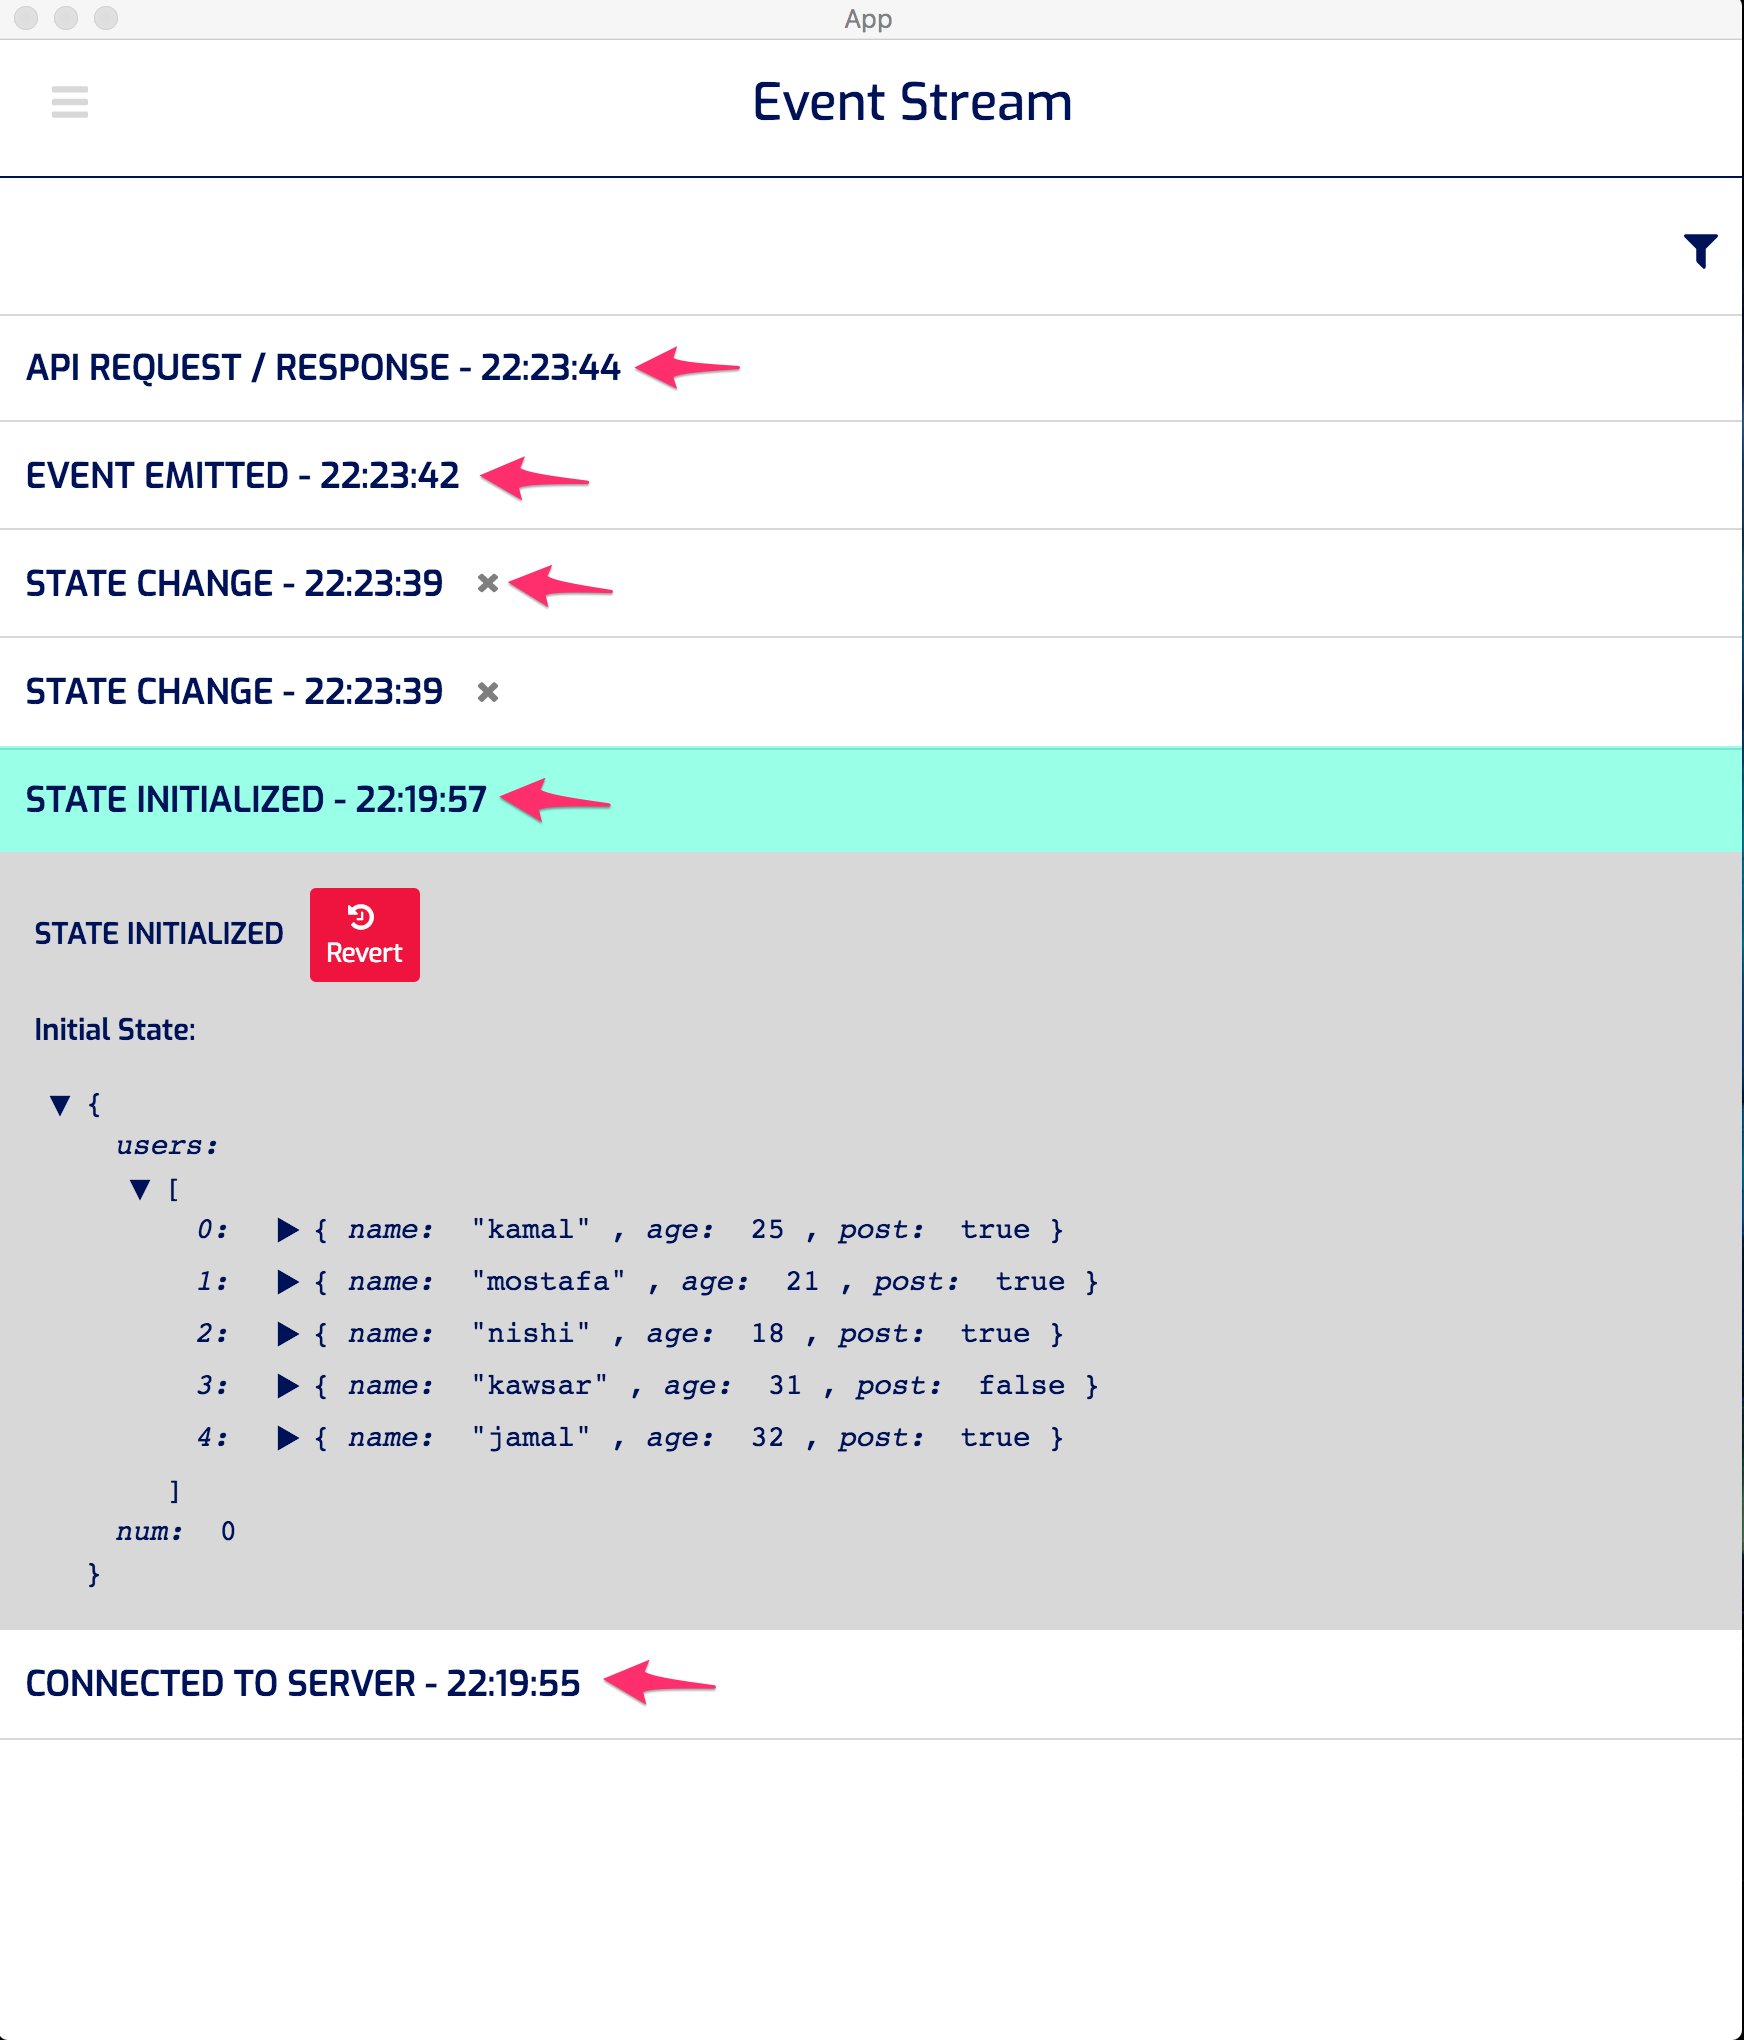 App
Event Stream
API REQUEST / RESPONSE - 22:23:44
EVENT EMITTED - 22:23:42
STATE CHANGE - 22:23:39
STATE CHANGE - 22:23:39
STATE INITIALIZED - 22:19:57
STATE INITIALIZED
Revert
Initial State:
▼ {
users:
▼ [
0: ▶ { name: "kamal" , age: 25 , post: true }
1: ▶ { name: "mostafa" , age: 21 , post: true }
2: ▶ { name: "nishi" , age: 18 , post: true }
3: ▶ { name: "kawsar" , age: 31 , post: false }
4: ▶ { name: "jamal" , age: 32 , post: true }
]
num: 0
}
CONNECTED TO SERVER - 22:19:55